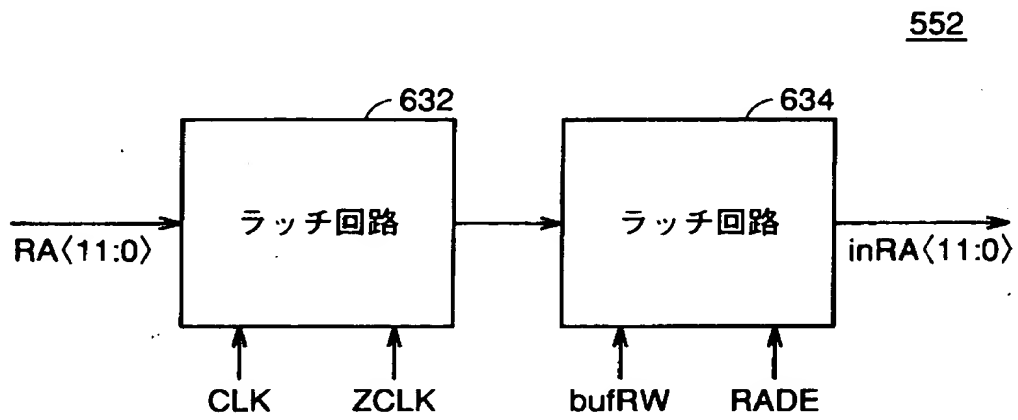 552
632
634
ラッチ回路
ラッチ回路
RA〈11:0〉
inRA〈11:0〉
CLK
ZCLK
bufRW
RADE